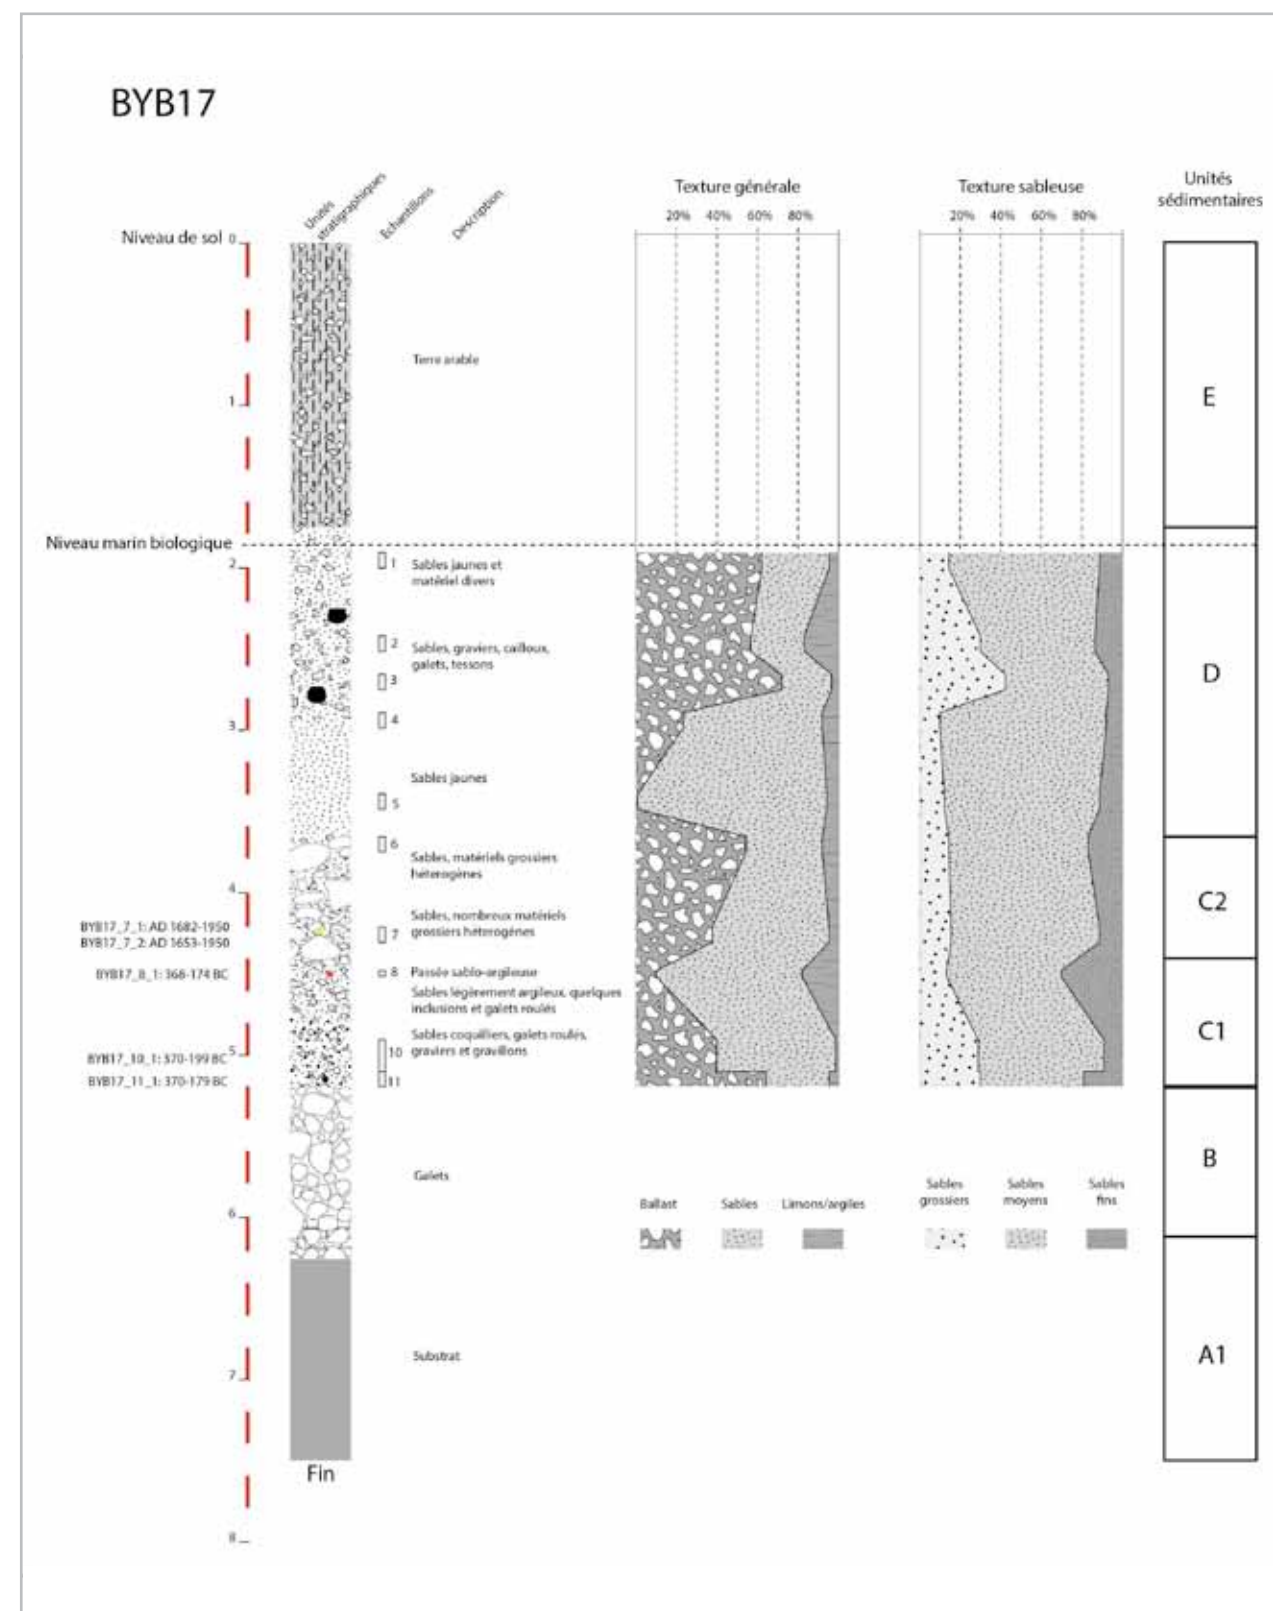 BYB17
Unités
stratigraphiques
Echantillons
Description
Texture générale
20% 40% 60% 80%
Texture sableuse
20% 40% 60% 80%
Unités
sédimentaires
Niveau de sol 0
Terre arable
1
E
Niveau marin biologique
2
1 Sables jaunes et
matériel divers
2 Sables, graviers, cailloux,
galets, tessons
3
D
3
4
Sables jaunes
5
6
Sables, matériels grossiers
hétérogènes
4
C2
BYB17_7_1: AD 1682-1950
BYB17_7_2: AD 1653-1950
7 Sables, nombreux matériels
grossiers hétérogènes
BYB17_8_1: 368-174 BC
8 Passée sablo-argileuse
Sables légèrement argileux, quelques
inclusions et galets roulés
C1
5
BYB17_10_1: 370-199 BC
10 Sables coquilliers, galets roulés,
graviers et gravillons
BYB17_11_1: 370-179 BC
11
B
Galets
6
Ballast Sables Limons/argiles
Sables
grossiers
Sables
moyens
Sables
fins
Substrat
7
A1
Fin
8